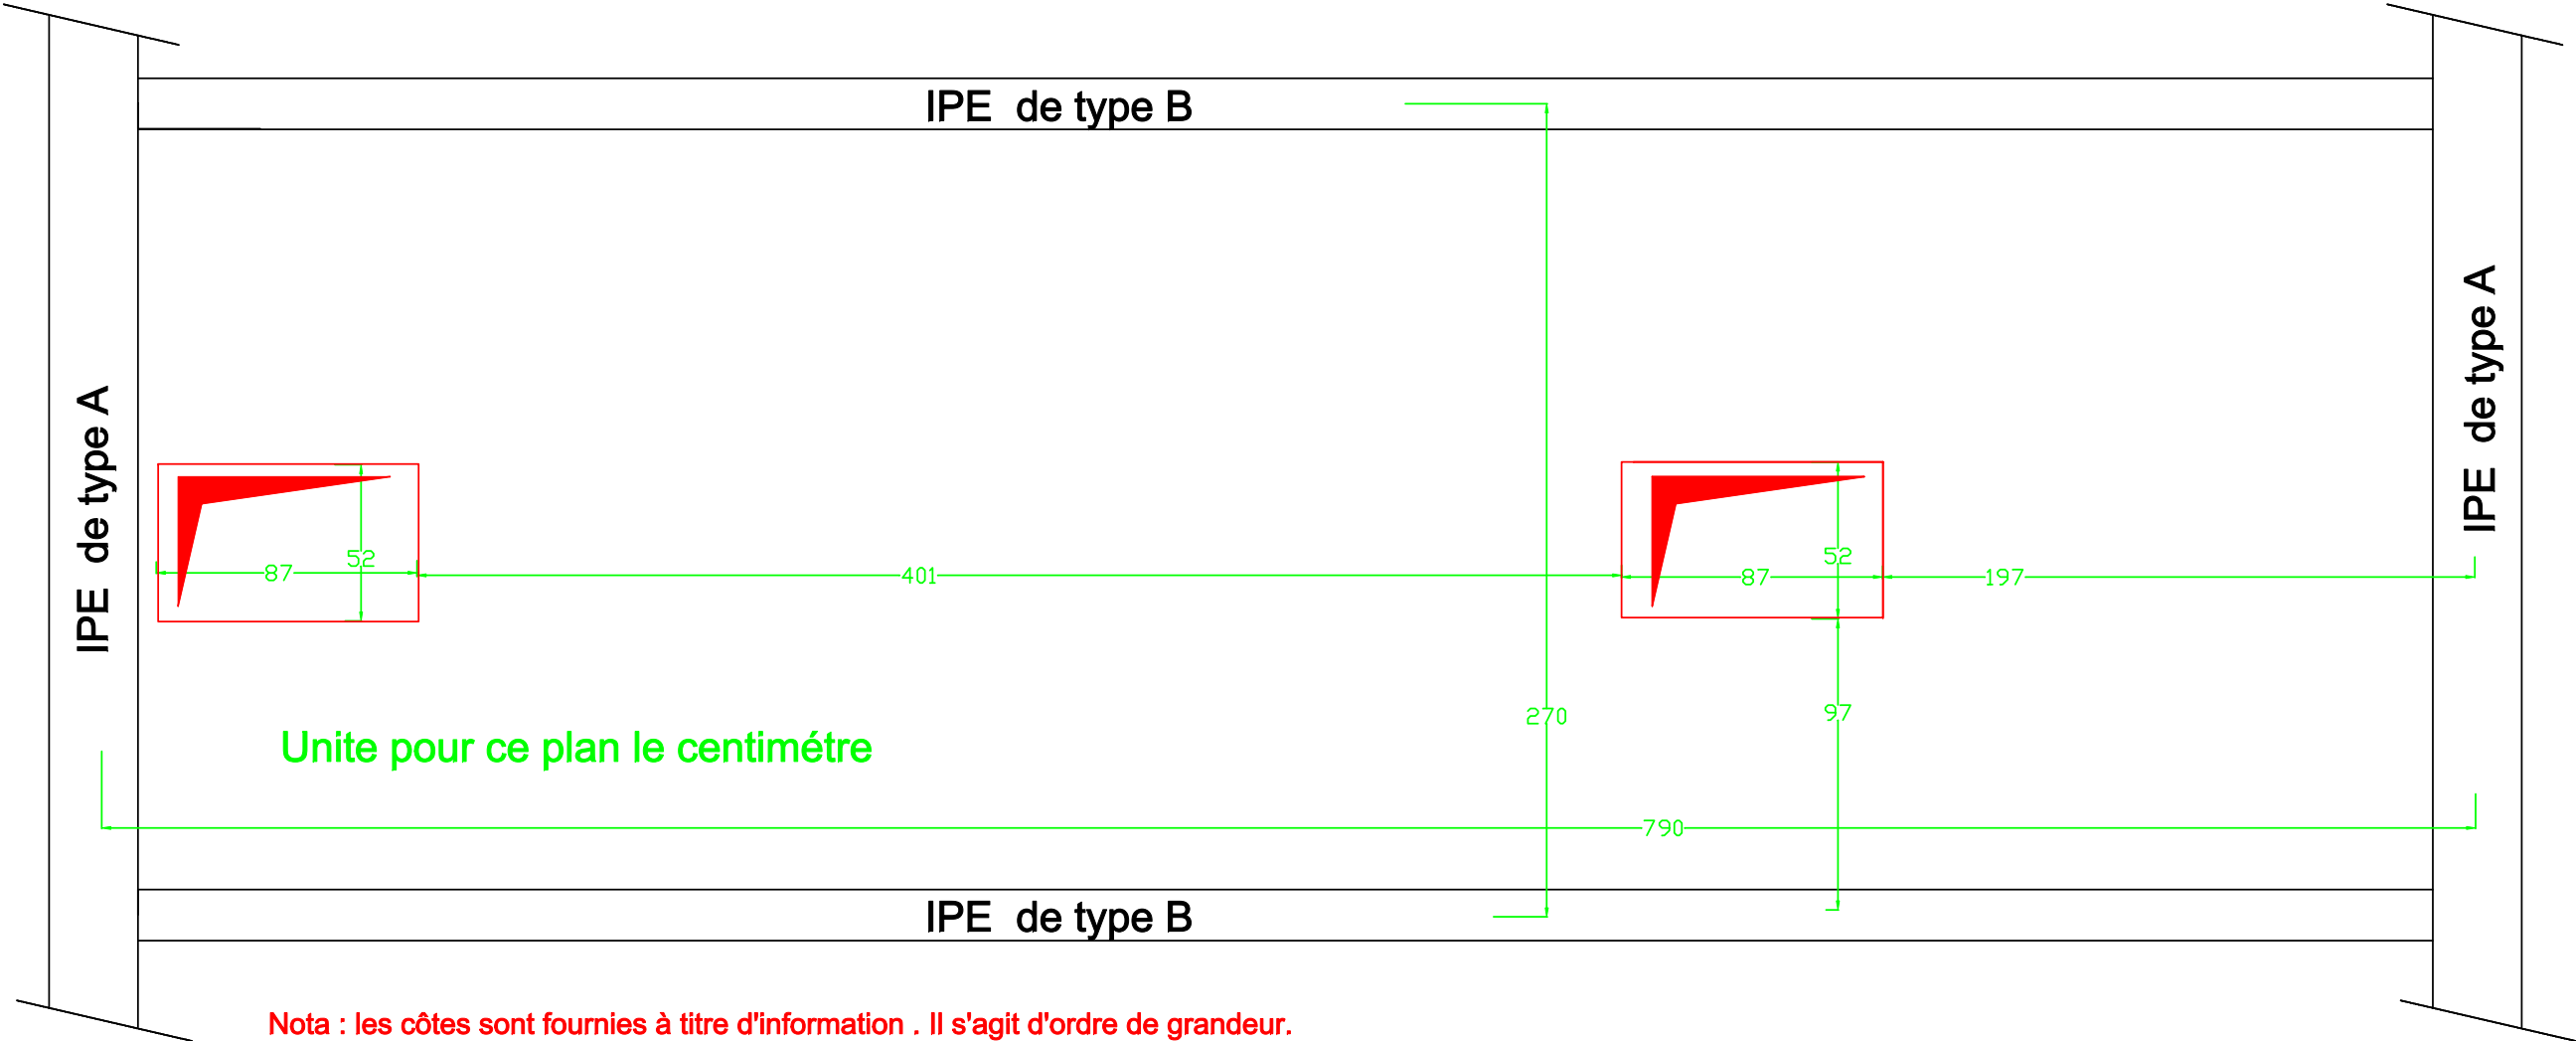 IPE de type B
IPE de type A
IPE de type A
52
87
401
52
87
197
270
97
Unite pour ce plan le centimétre
790
IPE de type B
Nota : les côtes sont fournies à titre d'information . Il s'agit d'ordre de grandeur.